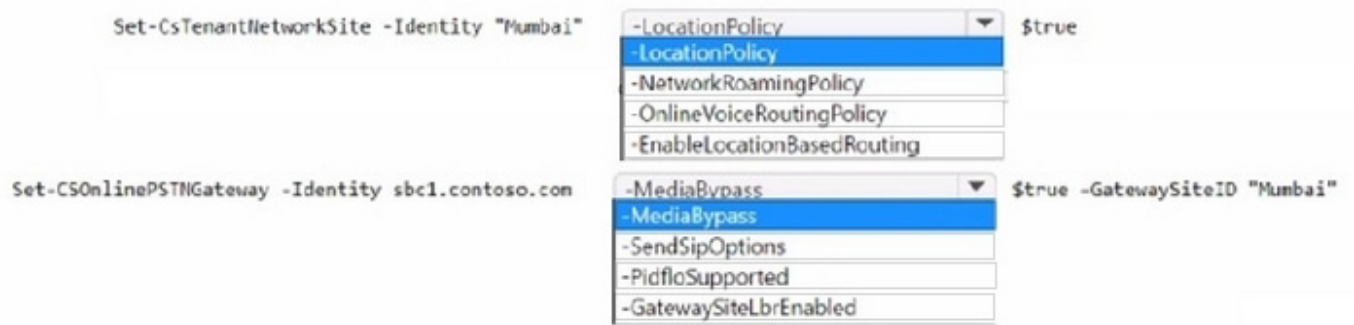 Set-CsTenantNetworkSite -Identity "Mumbai" -LocationPolicy $true
-LocationPolicy
-NetworkRoamingPolicy
-OnlineVoiceRoutingPolicy
-EnableLocationBasedRouting
Set-CSOnlinePSTNGateway -Identity sbc1.contoso.com -MediaBypass $true -GatewaySiteID "Mumbai"
-MediaBypass
-SendSipOptions
-PidfloSupported
-GatewaySiteLbrEnabled